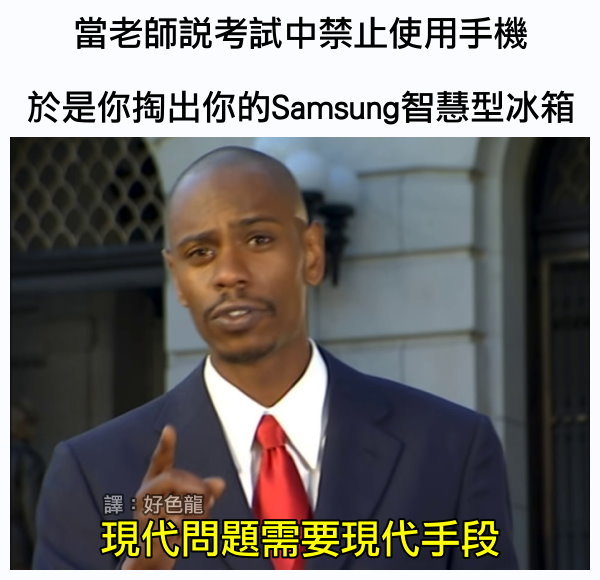 當老師説考試中禁止使用手機
於是你掏出你的Samsung智慧型冰箱
譯：好色龍
現代問題需要現代手段